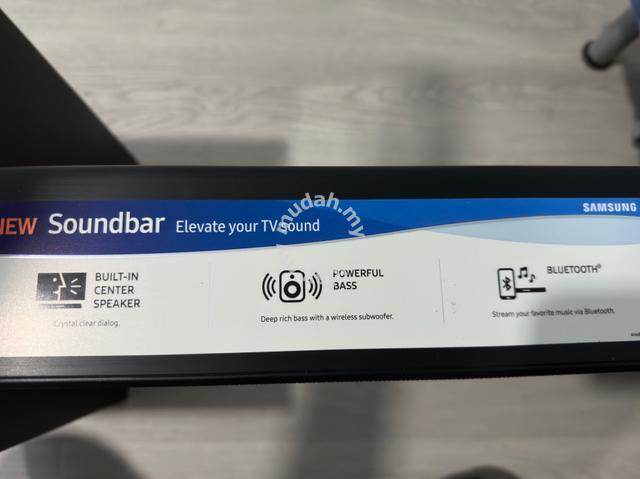 NEW Soundbar Elevate your TV sound
SAMSUNG
mudah.my
BUILT-IN
CENTER
SPEAKER
Crystal clear dialog.
POWERFUL
BASS
Deep rich bass with a wireless subwoofer.
BLUETOOTH®
Stream your favorite music via Bluetooth.